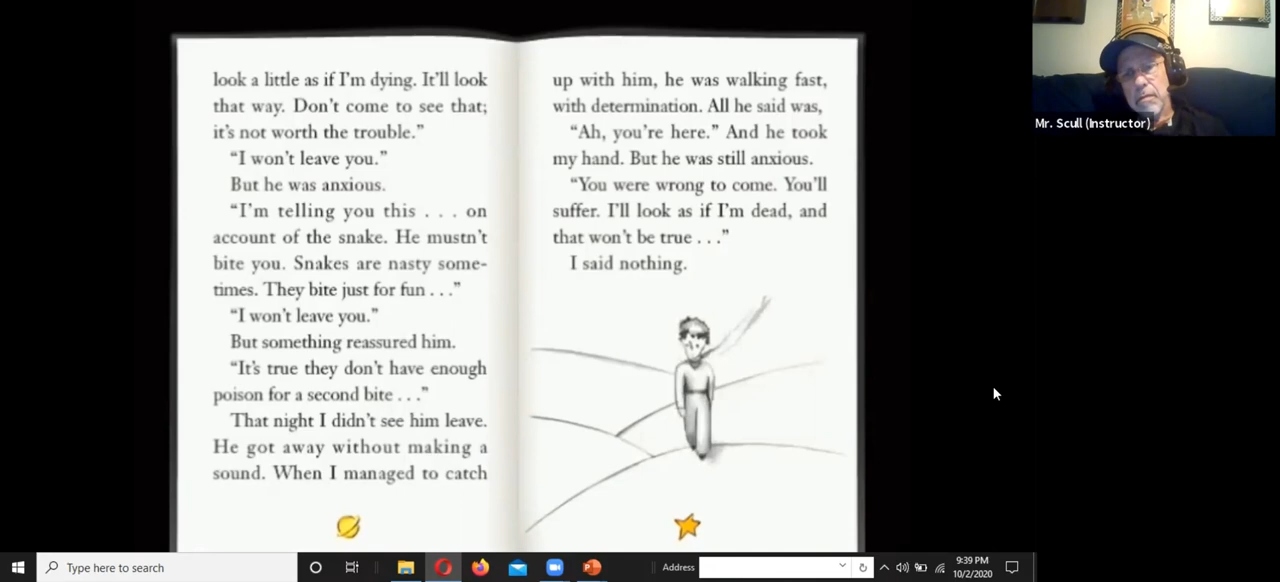 look a little as if I'm dying. It'll look
that way. Don't come to see that;
it's not worth the trouble."
"I won't leave you."
But he was anxious.
"I'm telling you this . . . on
account of the snake. He mustn't
bite you. Snakes are nasty some-
times. They bite just for fun . . ."
"I won't leave you."
But something reassured him.
"It's true they don't have enough
poison for a second bite . . ."
That night I didn't see him leave.
He got away without making a
sound. When I managed to catch
up with him, he was walking fast,
with determination. All he said was,
"Ah, you're here." And he took
my hand. But he was still anxious.
"You were wrong to come. You'll
suffer. I'll look as if I'm dead, and
that won't be true . . ."
I said nothing.
Mr. Scull (Instructor)
Type here to search
Address
9:39 PM
10/2/2020